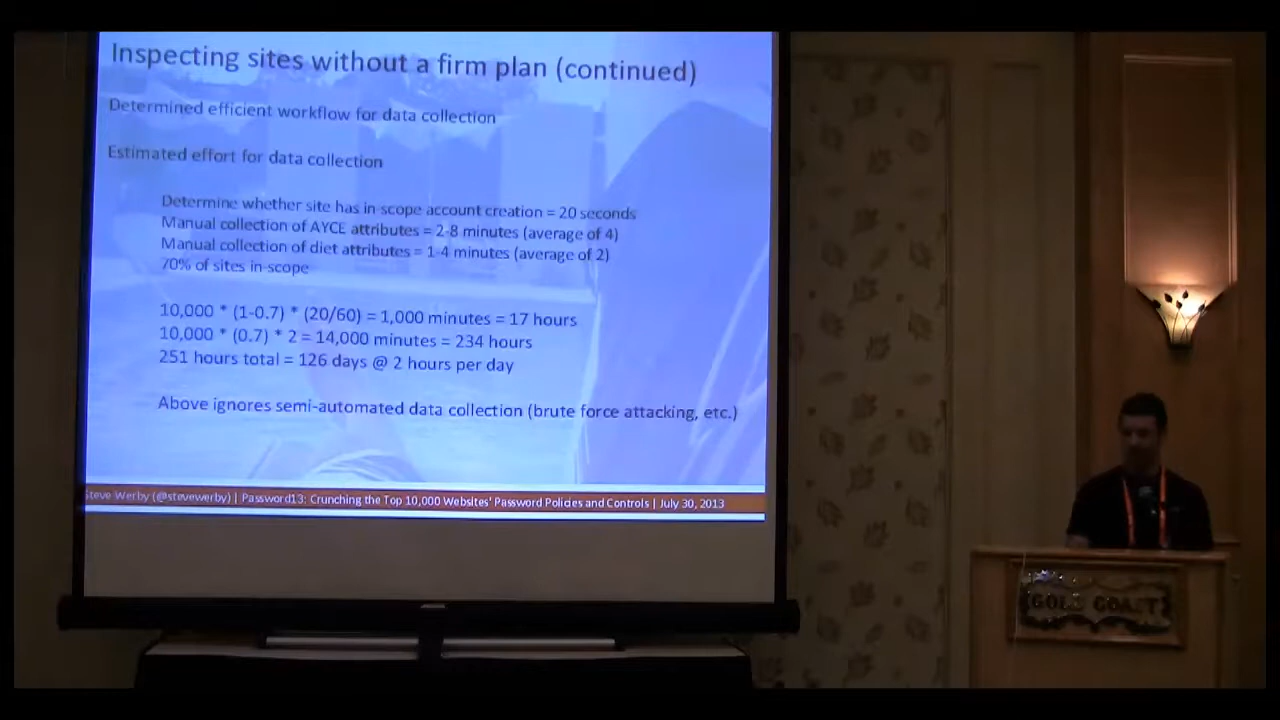 Inspecting sites without a firm plan (continued)
Determined efficient workflow for data collection
Estimated effort for data collection
Determine whether site has in-scope account creation = 20 seconds
Manual collection of AYCE attributes = 2-8 minutes (average of 4)
Manual collection of diet attributes = 1-4 minutes (average of 2)
70% of sites in-scope
10,000 * (1-0.7) * (20/60) = 1,000 minutes = 17 hours
10,000 * (0.7) * 2 = 14,000 minutes = 234 hours
251 hours total = 126 days @ 2 hours per day
Above ignores semi-automated data collection (brute force attacking, etc.)
Steve Werby (@stevewerby) | Password13: Crunching the Top 10,000 Websites' Password Policies and Controls | July 30, 2013
GOLD COAST